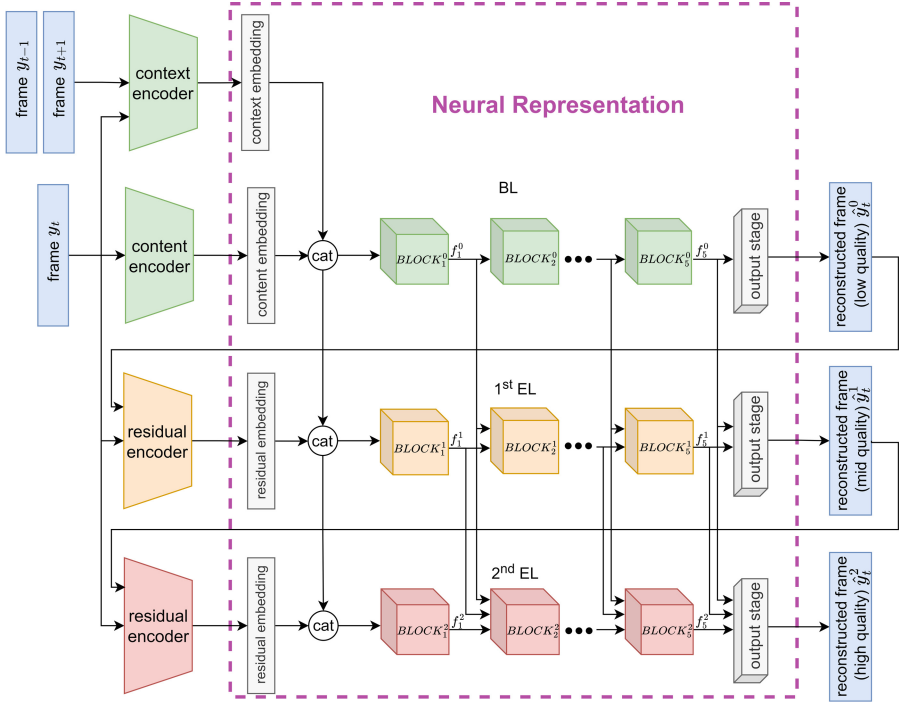 frame y_{t-1}
frame y_{t+1}
context
encoder
context embedding
Neural Representation
BL
frame y_t
content
encoder
content embedding
cat
BLOCK_1^0
f_1^0
BLOCK_2^0
BLOCK_5^0
f_5^0
output stage
reconstructed frame
(low quality) ŷ_t^0
1st EL
residual
encoder
residual embedding
cat
BLOCK_1^1
f_1^1
BLOCK_2^1
BLOCK_5^1
f_5^1
output stage
reconstructed frame
(mid quality) ŷ_t^1
2nd EL
residual
encoder
residual embedding
cat
BLOCK_1^2
f_1^2
BLOCK_2^2
BLOCK_5^2
f_5^2
output stage
reconstructed frame
(high quality) ŷ_t^2